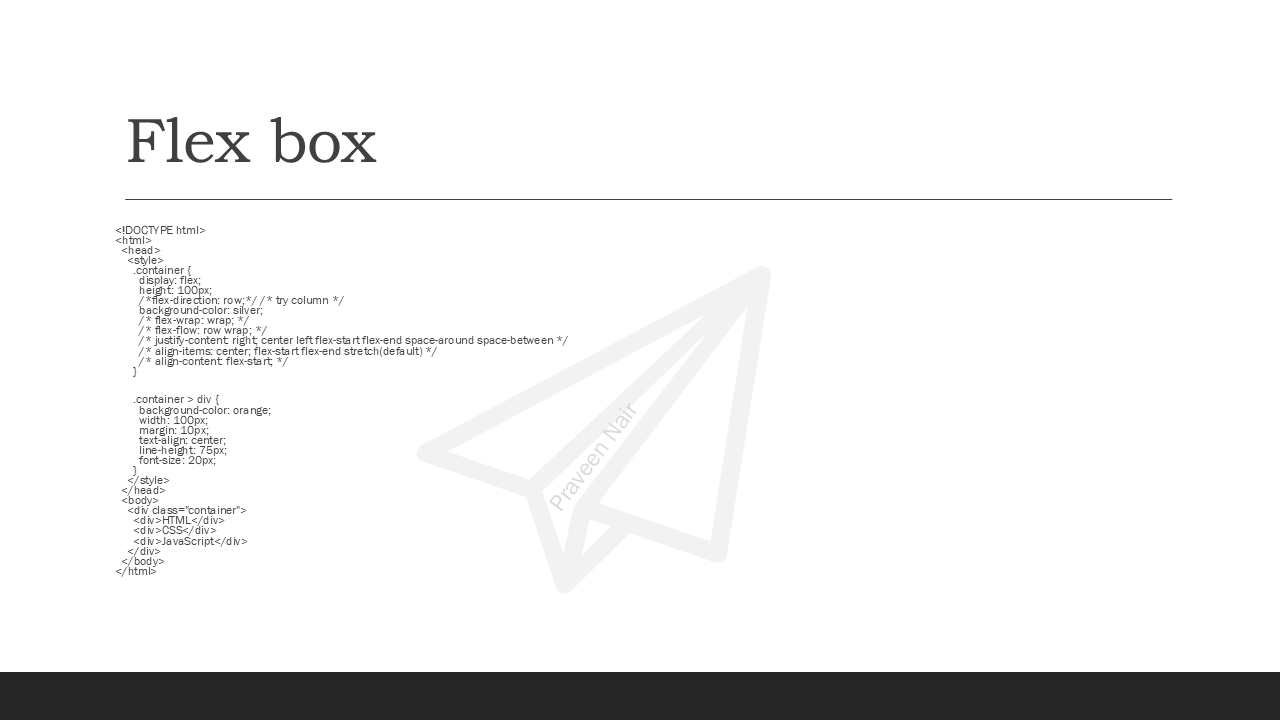 Flex box
<!DOCTYPE html>
<html>
  <head>
    <style>
      .container {
        display: flex;
        height: 100px;
        /*flex-direction: row;*/ /* try column */
        background-color: silver;
        /* flex-wrap: wrap; */
        /* flex-flow: row wrap; */
        /* justify-content: right; center left flex-start flex-end space-around space-between */
        /* align-items: center; flex-start flex-end stretch(default) */
        /* align-content: flex-start; */
      }

      .container > div {
        background-color: orange;
        width: 100px;
        margin: 10px;
        text-align: center;
        line-height: 75px;
        font-size: 20px;
      }
    </style>
  </head>
  <body>
    <div class="container">
      <div>HTML</div>
      <div>CSS</div>
      <div>JavaScript</div>
    </div>
  </body>
</html>
Praveen Nair